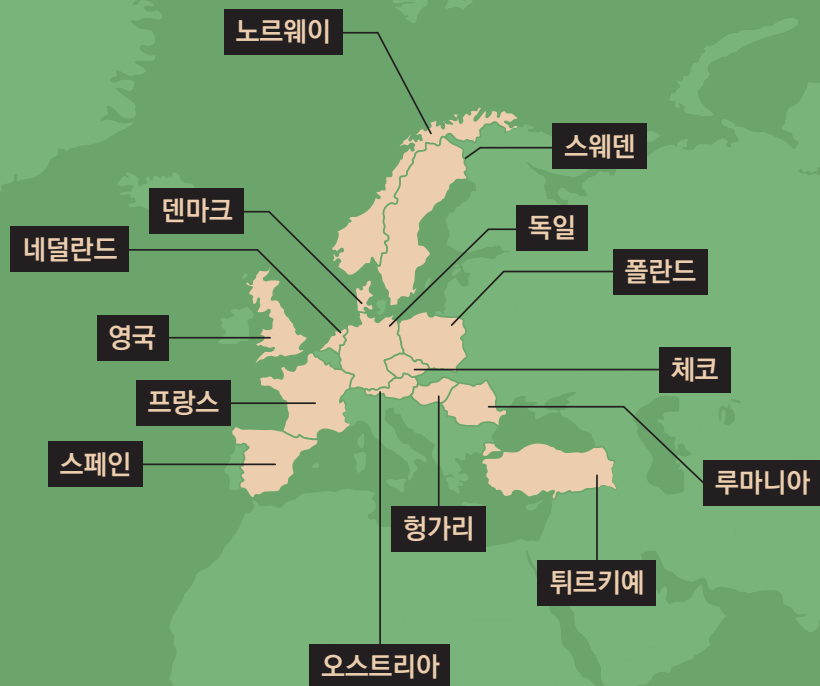 노르웨이
스웨덴
덴마크
독일
네덜란드
폴란드
영국
체코
프랑스
스페인
루마니아
헝가리
튀르키예
오스트리아